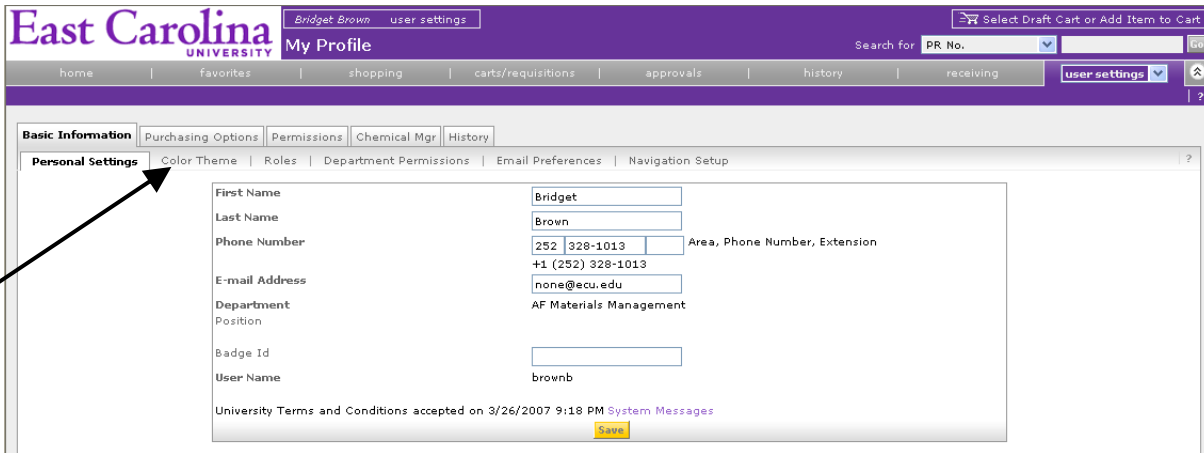 East Carolina
UNIVERSITY
Bridget Brown user settings
Select Draft Cart or Add Item to Cart
My Profile
Search for PR No. Go
home | favorites | shopping | carts/requisitions | approvals | history | receiving user settings
| ?
Basic Information Purchasing Options Permissions Chemical Mgr History
Personal Settings Color Theme | Roles | Department Permissions | Email Preferences | Navigation Setup ?
First Name Bridget
Last Name Brown
Phone Number 252 328-1013 Area, Phone Number, Extension
+1 (252) 328-1013
E-mail Address none@ecu.edu
Department AF Materials Management
Position
Badge Id
User Name brownb
University Terms and Conditions accepted on 3/26/2007 9:18 PM System Messages
Save